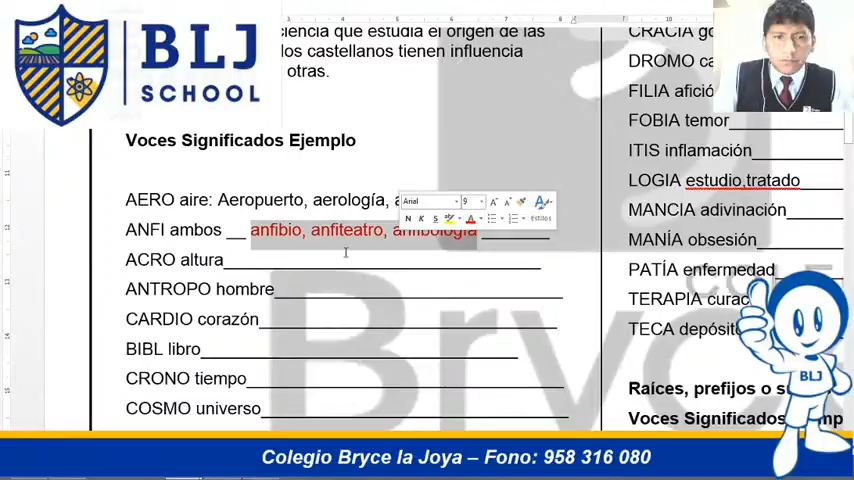 BLJ
SCHOOL
ciencia que estudia el origen de las
los castellanos tienen influencia
otras.
Voces Significados Ejemplo
AERO aire: Aeropuerto, aerología,
ANFI ambos __ anfibio, anfiteatro, anfibología
ACRO altura
ANTROPO hombre
CARDIO corazón
BIBL libro
CRONO tiempo
COSMO universo
Arial 9
N K S
Estilos
CRACIA
DROMO
FILIA
FOBIA temor
ITIS inflamación
LOGIA estudio,tratado
MANCIA adivinación
MANÍA obsesión
PATÍA enfermedad
TERAPIA
TECA
Raíces, prefijos o
Voces Significados
Bryce
BLJ
Colegio Bryce la Joya – Fono: 958 316 080